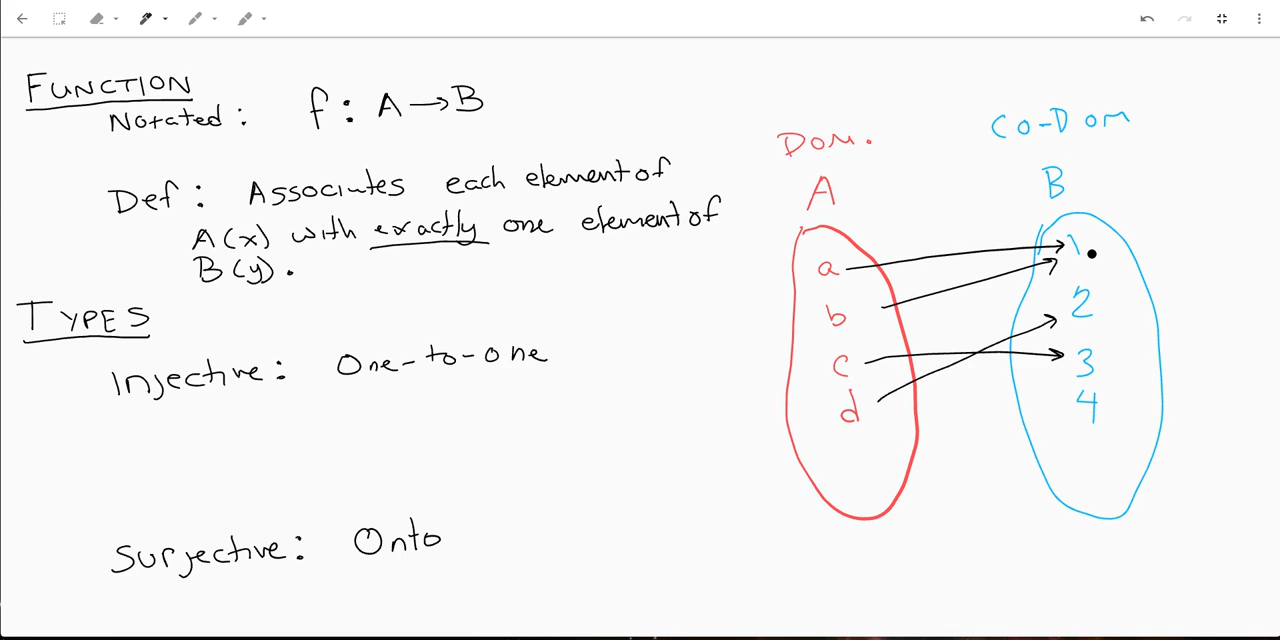 FUNCTION
Notated: f: A→B
Def: Associates each element of
A(x) with exactly one element of
B(y).
TYPES
Injective: One-to-one
Surjective: Onto
Dom.
A
a
b
c
d
Co-Dom
B
1
2
3
4